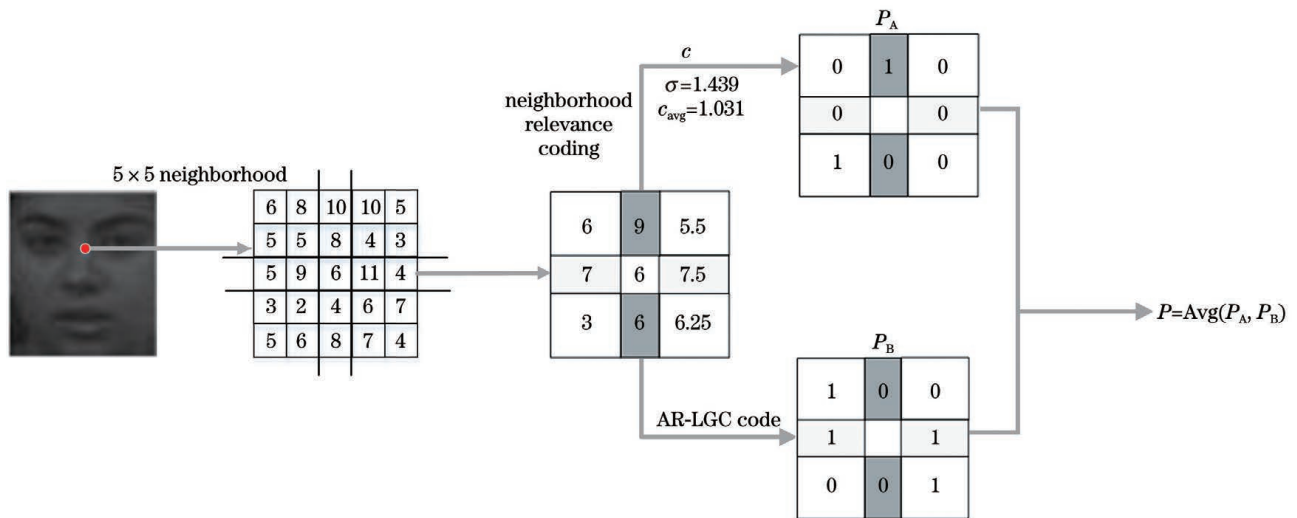 5 × 5 neighborhood
6 8 10 10 5
5 5 8 4 3
5 9 6 11 4
3 2 4 6 7
5 6 8 7 4
neighborhood
relevance
coding
6 9 5.5
7 6 7.5
3 6 6.25
c
σ=1.439
c_avg=1.031
P_A
0 1 0
0 0
1 0 0
AR-LGC code
P_B
1 0 0
1 1
0 0 1
P=Avg(P_A, P_B)